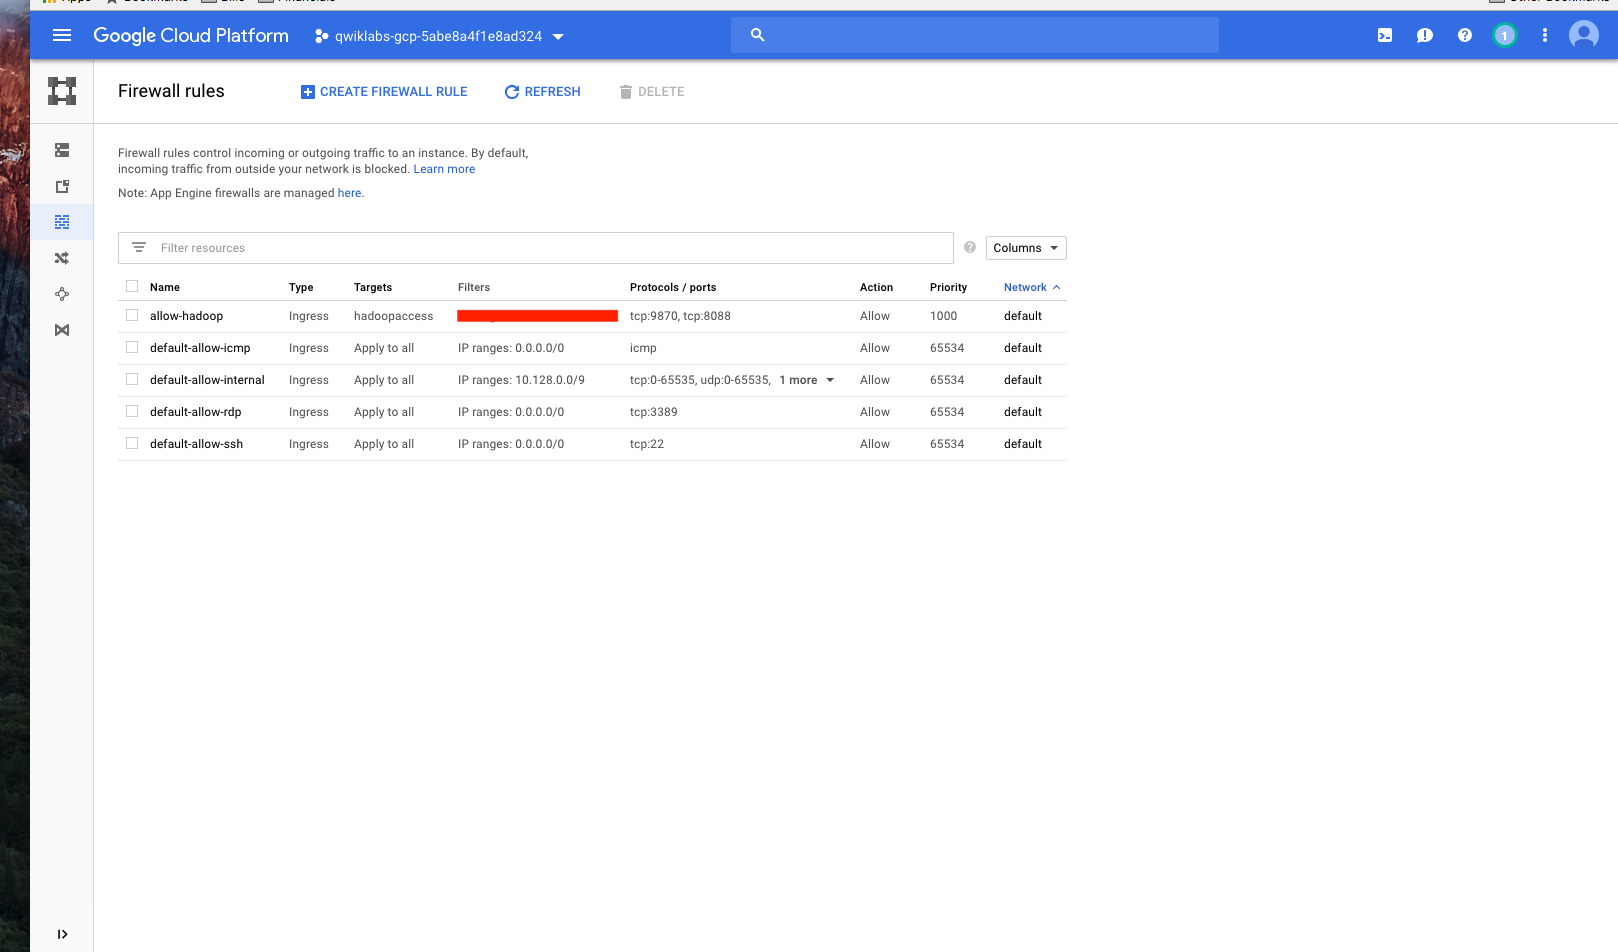 Apps Bookmarks Bills Financials Other Bookmarks
Google Cloud Platform qwiklabs-gcp-5abe8a4f1e8ad324 1
Firewall rules CREATE FIREWALL RULE REFRESH DELETE
Firewall rules control incoming or outgoing traffic to an instance. By default,
incoming traffic from outside your network is blocked. Learn more
Note: App Engine firewalls are managed here.
Filter resources Columns
Name Type Targets Filters Protocols / ports Action Priority Network
allow-hadoop Ingress hadoopaccess tcp:9870, tcp:8088 Allow 1000 default
default-allow-icmp Ingress Apply to all IP ranges: 0.0.0.0/0 icmp Allow 65534 default
default-allow-internal Ingress Apply to all IP ranges: 10.128.0.0/9 tcp:0-65535, udp:0-65535, 1 more Allow 65534 default
default-allow-rdp Ingress Apply to all IP ranges: 0.0.0.0/0 tcp:3389 Allow 65534 default
default-allow-ssh Ingress Apply to all IP ranges: 0.0.0.0/0 tcp:22 Allow 65534 default